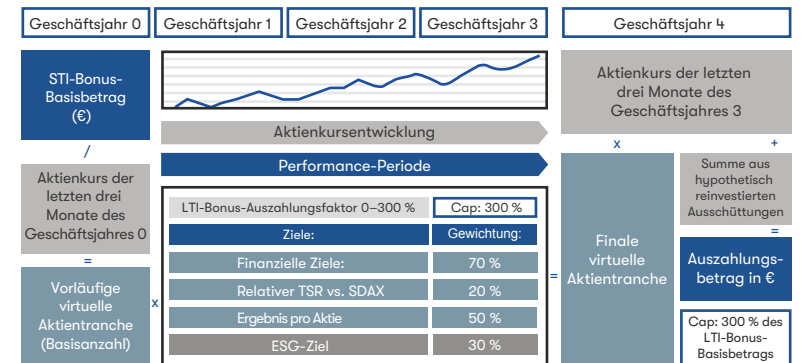 Geschäftsjahr 0
Geschäftsjahr 1
Geschäftsjahr 2
Geschäftsjahr 3
Geschäftsjahr 4
STI-Bonus-
Basisbetrag
(€)
/
Aktienkurs der
letzten drei
Monate des
Geschäftsjahres 0
=
Vorläufige
virtuelle
Aktientranche
(Basisanzahl)
x
Aktienkursentwicklung
Performance-Periode
LTI-Bonus-Auszahlungsfaktor 0–300 %
Cap: 300 %
Ziele:
Gewichtung:
Finanzielle Ziele:
70 %
Relativer TSR vs. SDAX
20 %
Ergebnis pro Aktie
50 %
ESG-Ziel
30 %
=
Aktienkurs der letzten
drei Monate des
Geschäftsjahres 3
x
+
Finale
virtuelle
Aktientranche
Summe aus
hypothetisch
reinvestierten
Ausschüttungen
=
Auszahlungs-
betrag in €
Cap: 300 % des
LTI-Bonus-
Basisbetrags